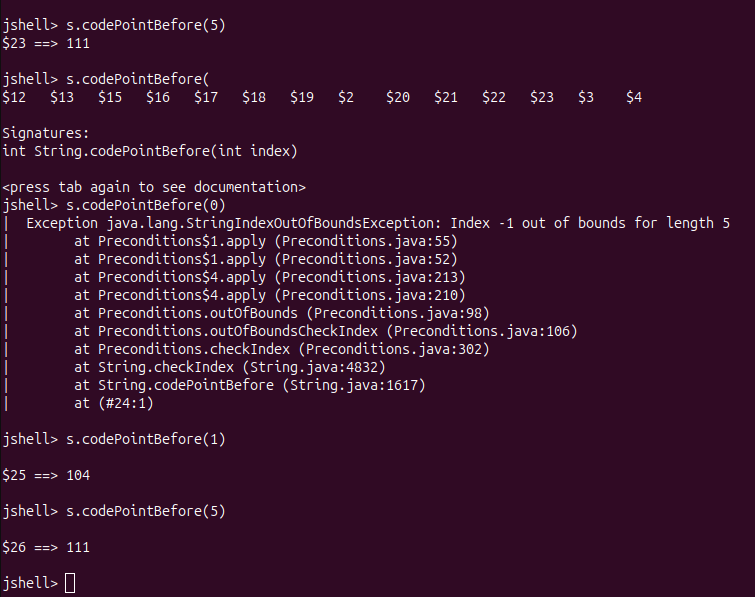 jshell> s.codePointBefore(5)
$23 ==> 111
jshell> s.codePointBefore(
$12   $13   $15   $16   $17   $18   $19   $2    $20   $21   $22   $23   $3    $4
Signatures:
int String.codePointBefore(int index)
<press tab again to see documentation>
jshell> s.codePointBefore(0)
|  Exception java.lang.StringIndexOutOfBoundsException: Index -1 out of bounds for length 5
|        at Preconditions$1.apply (Preconditions.java:55)
|        at Preconditions$1.apply (Preconditions.java:52)
|        at Preconditions$4.apply (Preconditions.java:213)
|        at Preconditions$4.apply (Preconditions.java:210)
|        at Preconditions.outOfBounds (Preconditions.java:98)
|        at Preconditions.outOfBoundsCheckIndex (Preconditions.java:106)
|        at Preconditions.checkIndex (Preconditions.java:302)
|        at String.checkIndex (String.java:4832)
|        at String.codePointBefore (String.java:1617)
|        at (#24:1)
jshell> s.codePointBefore(1)
$25 ==> 104
jshell> s.codePointBefore(5)
$26 ==> 111
jshell>